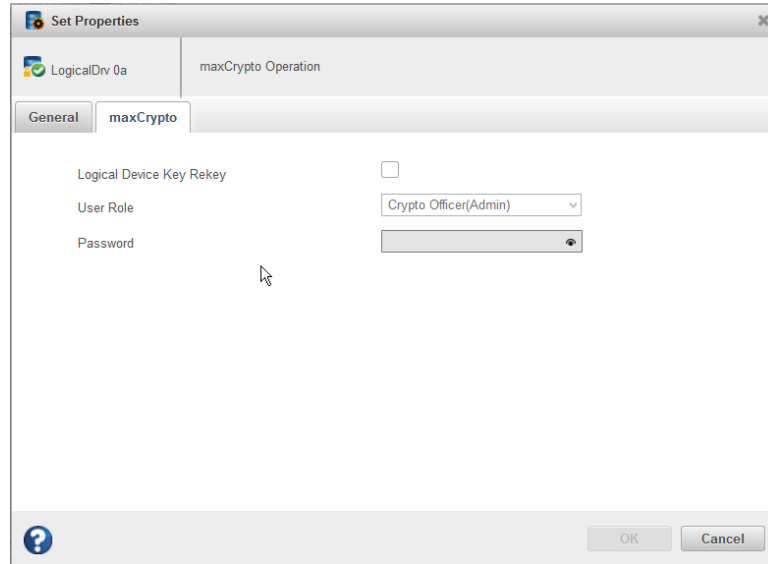 Set Properties
LogicalDrv 0a
maxCrypto Operation
General
maxCrypto
Logical Device Key Rekey
User Role
Crypto Officer(Admin)
Password
OK
Cancel